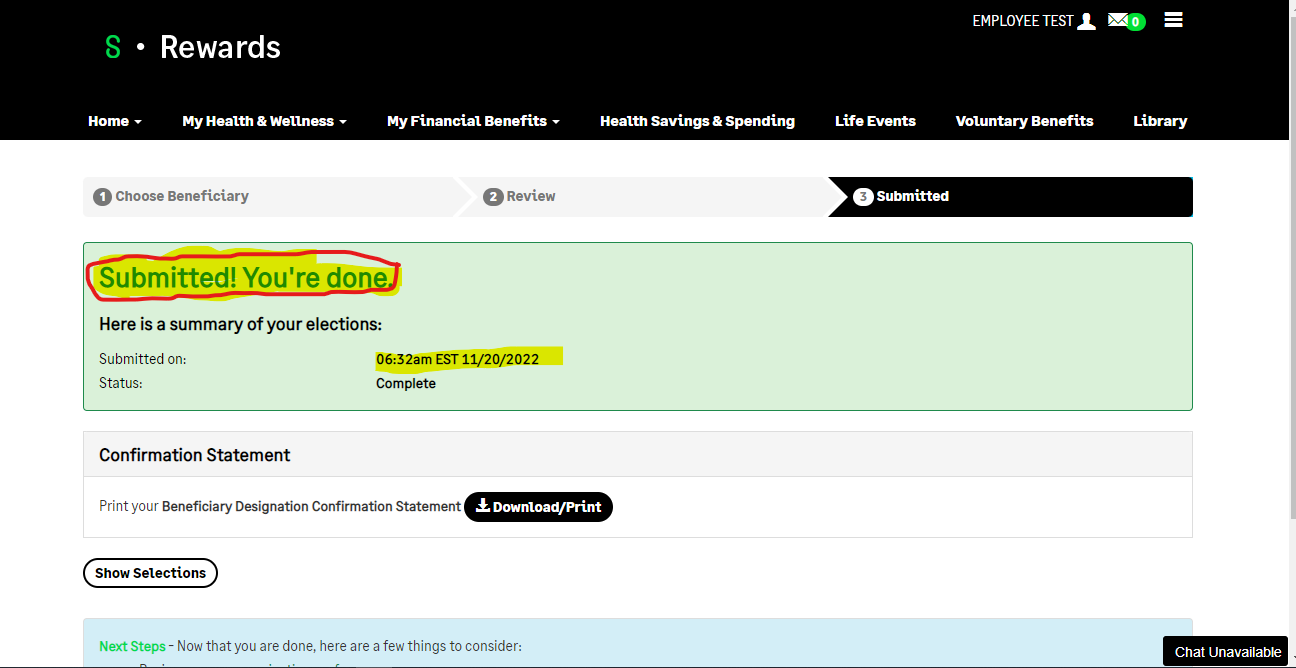 EMPLOYEE TEST 0
S · Rewards
Home My Health & Wellness My Financial Benefits Health Savings & Spending Life Events Voluntary Benefits Library
1 Choose Beneficiary 2 Review 3 Submitted
Submitted! You're done.
Here is a summary of your elections:
Submitted on: 06:32am EST 11/20/2022
Status: Complete
Confirmation Statement
Print your Beneficiary Designation Confirmation Statement Download/Print
Show Selections
Next Steps - Now that you are done, here are a few things to consider:
Chat Unavailable